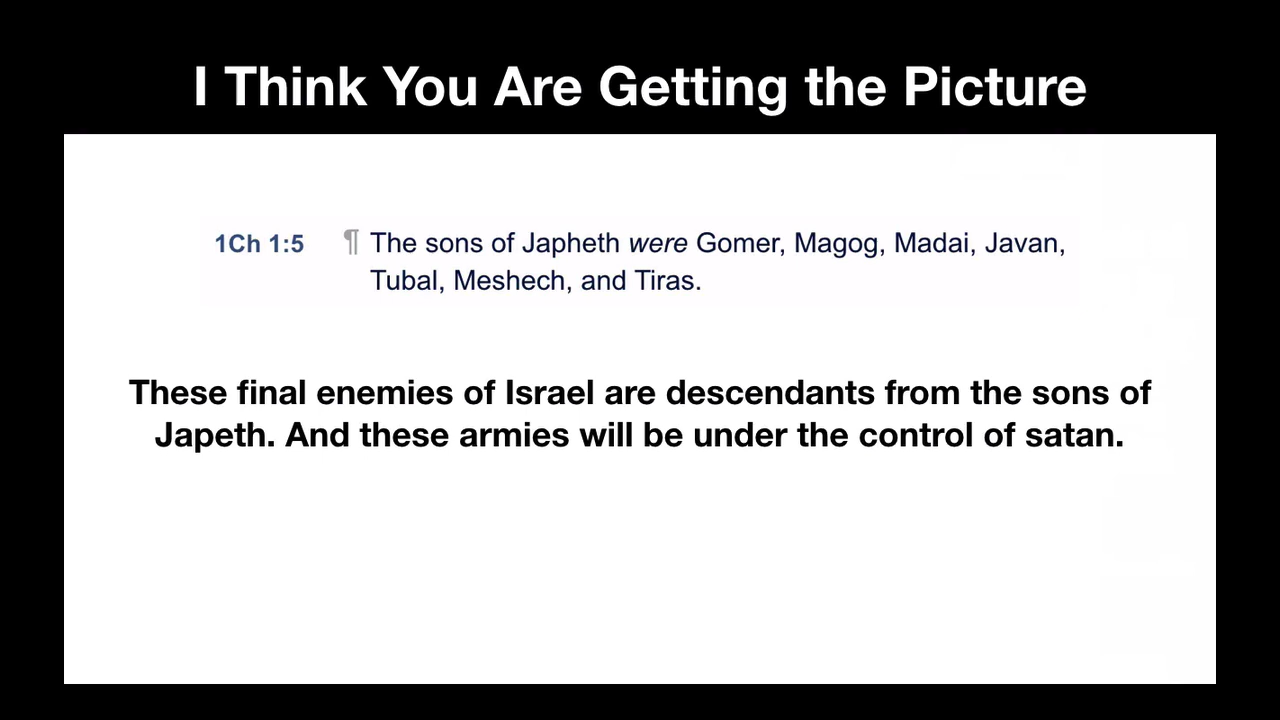 I Think You Are Getting the Picture
1Ch 1:5 ¶ The sons of Japheth were Gomer, Magog, Madai, Javan,
Tubal, Meshech, and Tiras.
These final enemies of Israel are descendants from the sons of
Japeth. And these armies will be under the control of satan.